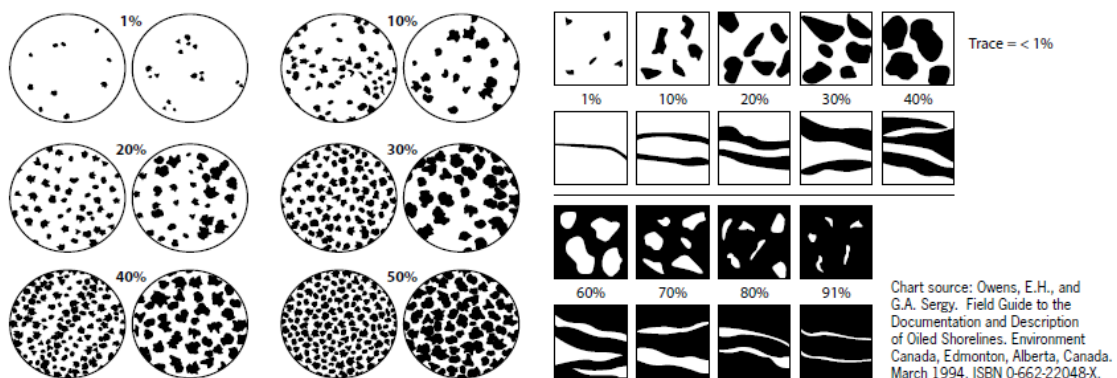 1%
10%
20%
30%
40%
50%
Trace = < 1%
1%
10%
20%
30%
40%
60%
70%
80%
91%
Chart source: Owens, E.H., and
G.A. Sergy. Field Guide to the
Documentation and Description
of Oiled Shorelines. Environment
Canada, Edmonton, Alberta, Canada.
March 1994. ISBN 0-662-22048-X.